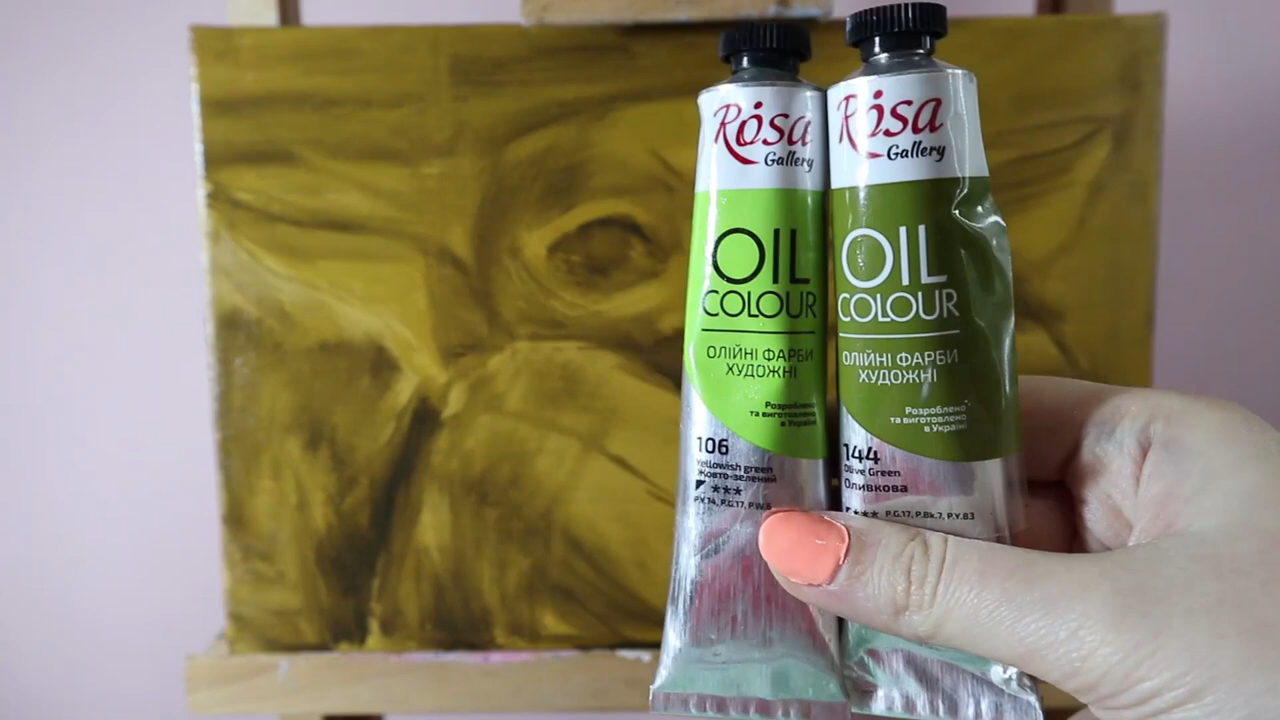 Rosa
Gallery
OIL
COLOUR
ОЛІЙНІ ФАРБИ
ХУДОЖНІ
Розроблено
та виготовлено
в Україні
106
Yellowish green
Жовто-зелений
***
P.Y.74, P.G.17, P.W.6
Rosa
Gallery
OIL
COLOUR
ОЛІЙНІ ФАРБИ
ХУДОЖНІ
Розроблено
та виготовлено
в Україні
144
Olive Green
Оливкова
*** P.G.17, P.Bk.7, P.Y.83